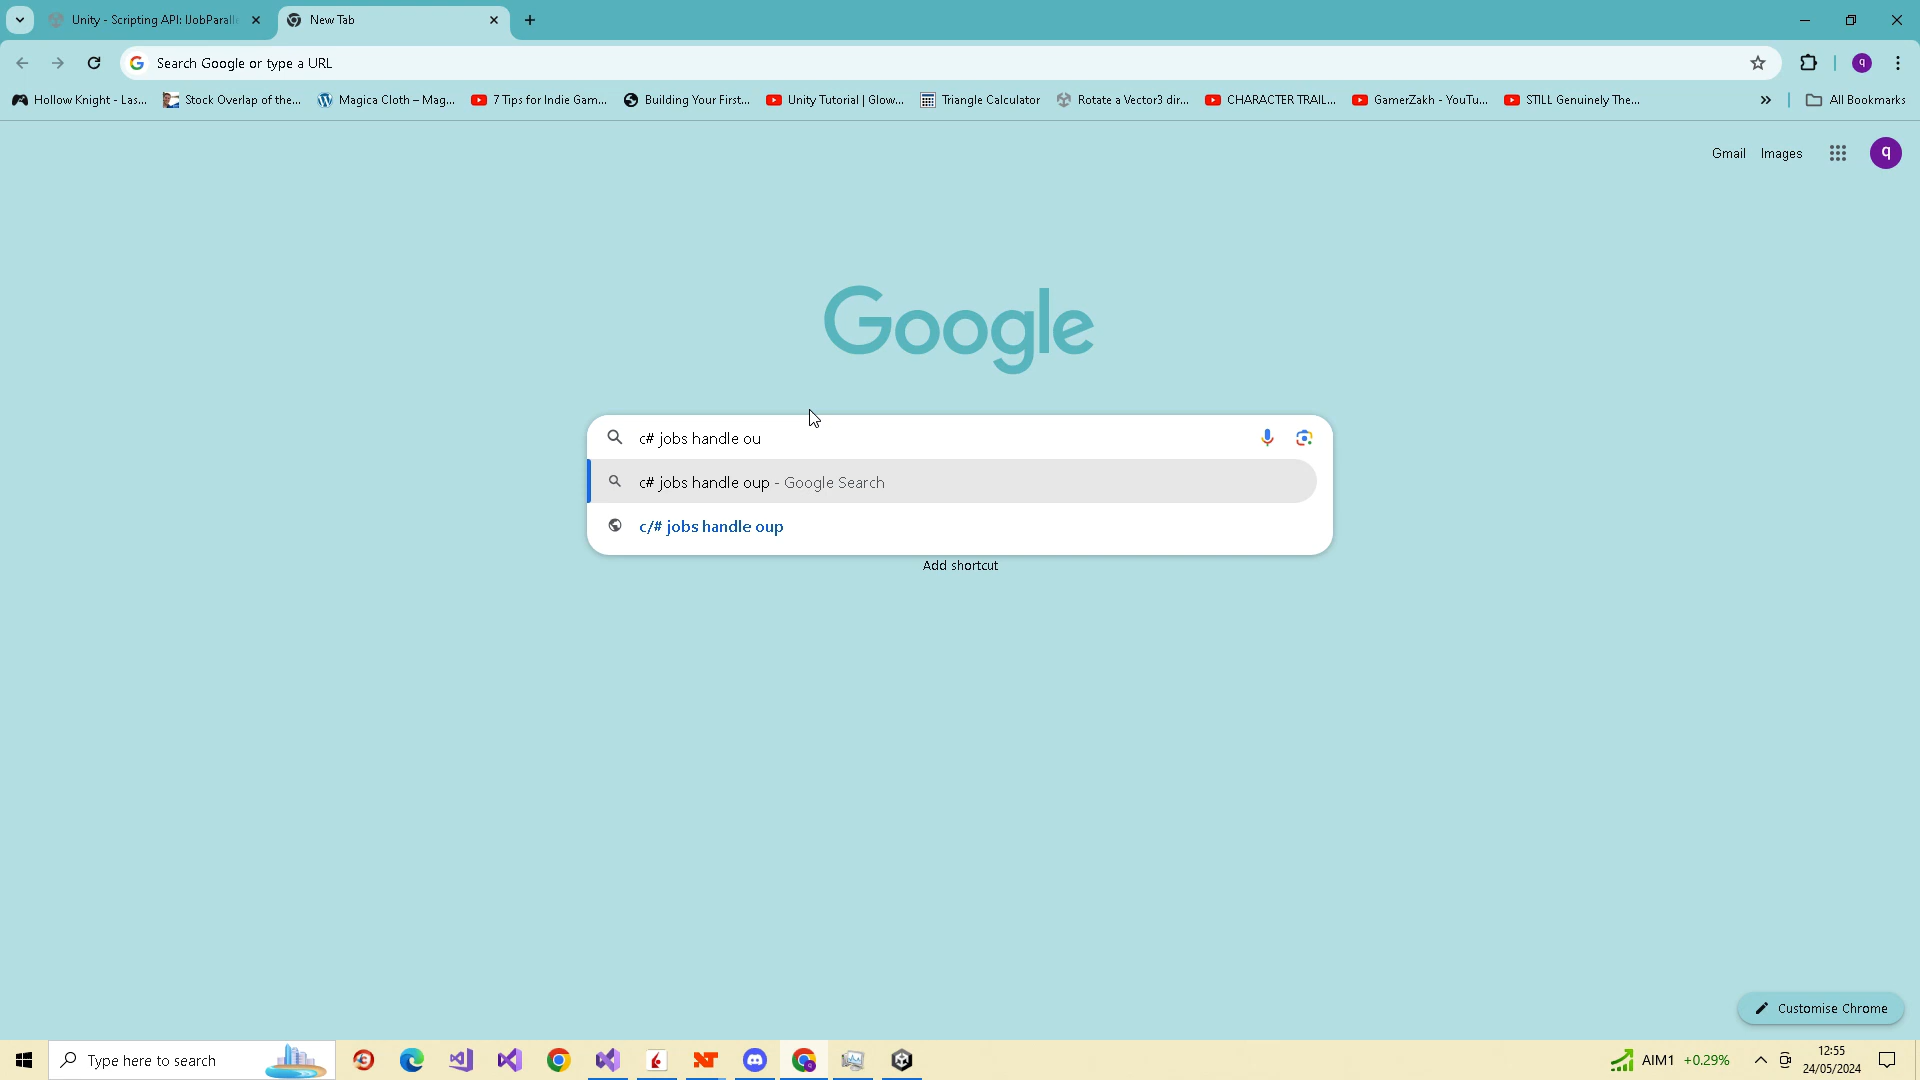 Unity - Scripting API: IJobParall
New Tab
Search Google or type a URL
Hollow Knight - Las...
Stock Overlap of the...
Magica Cloth – Mag...
7 Tips for Indie Gam...
Building Your First...
Unity Tutorial | Glow...
Triangle Calculator
Rotate a Vector3 dir...
CHARACTER TRAIL...
GamerZakh - YouTu...
STILL Genuinely The...
All Bookmarks
Gmail
Images
q
q
Google
c# jobs handle ou
c# jobs handle oup - Google Search
c/# jobs handle oup
Add shortcut
Customise Chrome
Type here to search
NT
AIM1 +0.29%
12:55
24/05/2024